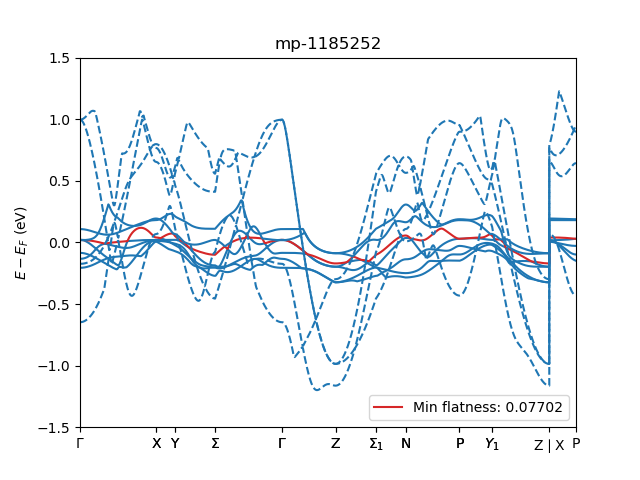 mp-1185252
1.5
1.0
0.5
0.0
−0.5
−1.0
−1.5
E − E_F (eV)
Min flatness: 0.07702
Γ X Y Σ Γ Z Σ₁ N P Y₁ Z | X P